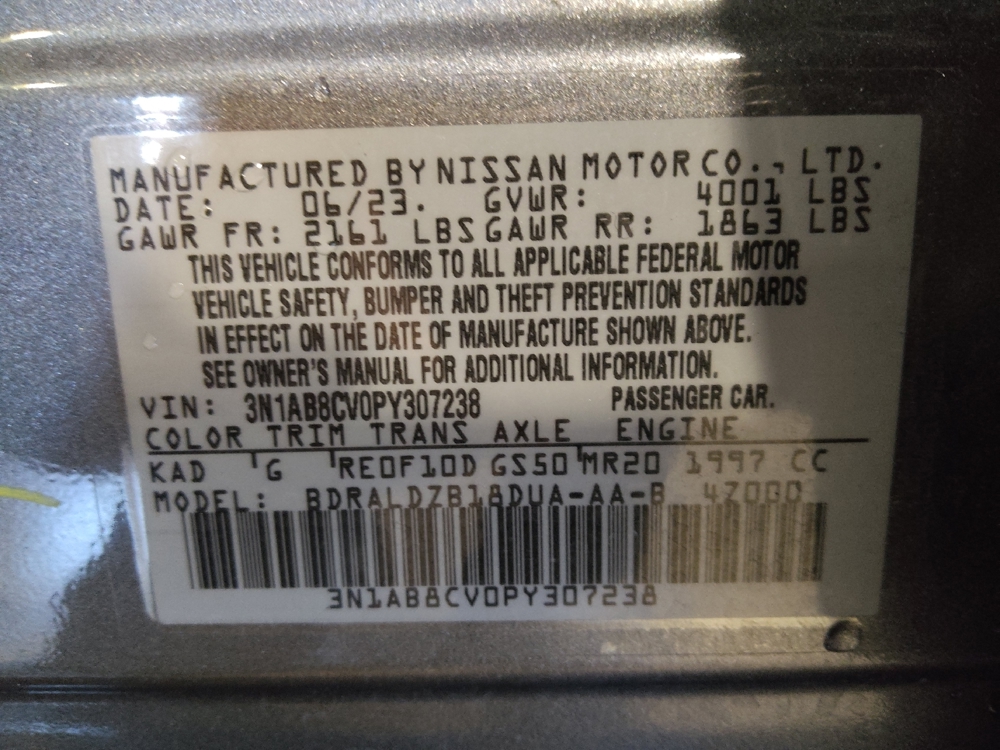 MANUFACTURED BY NISSAN MOTOR CO., LTD.
DATE: 06/23. GVWR: 4001 LBS
GAWR FR: 2161 LBS GAWR RR: 1863 LBS
THIS VEHICLE CONFORMS TO ALL APPLICABLE FEDERAL MOTOR
VEHICLE SAFETY, BUMPER AND THEFT PREVENTION STANDARDS
IN EFFECT ON THE DATE OF MANUFACTURE SHOWN ABOVE.
SEE OWNER'S MANUAL FOR ADDITIONAL INFORMATION.
VIN: 3N1AB8CV0PY307238 PASSENGER CAR.
COLOR TRIM TRANS AXLE ENGINE
KAD G RE0F10D GS50 MR20 1997 CC
MODEL: BDRALDZB18DUA-AA-B 4Z000
3N1AB8CV0PY307238